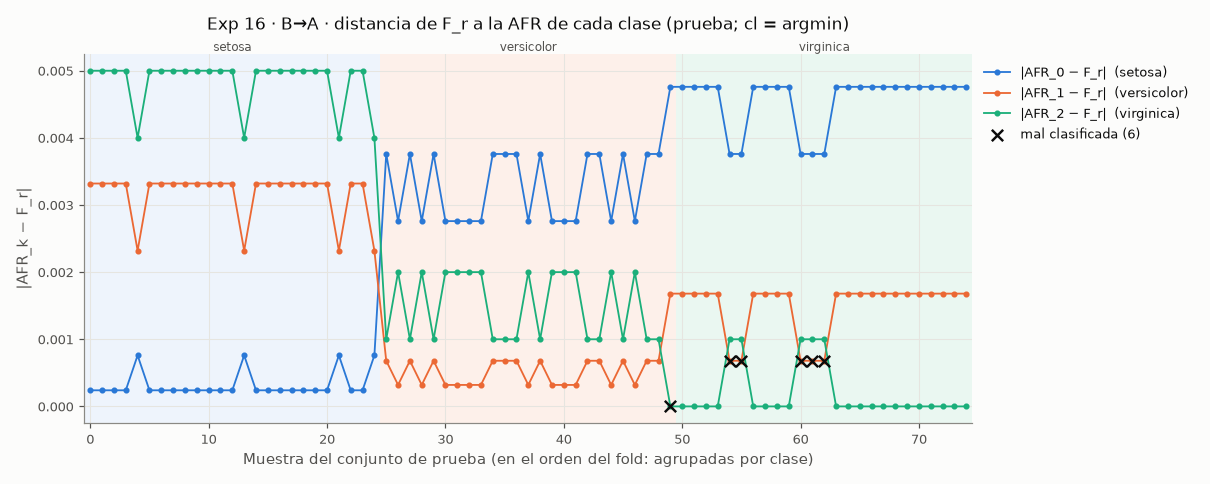 Exp 16 · B→A · distancia de F_r a la AFR de cada clase (prueba; cl = argmin)
setosa
versicolor
virginica
|AFR_k − F_r|
0.005
0.004
0.003
0.002
0.001
0.000
0
10
20
30
40
50
60
70
Muestra del conjunto de prueba (en el orden del fold: agrupadas por clase)
|AFR_0 − F_r| (setosa)
|AFR_1 − F_r| (versicolor)
|AFR_2 − F_r| (virginica)
mal clasificada (6)